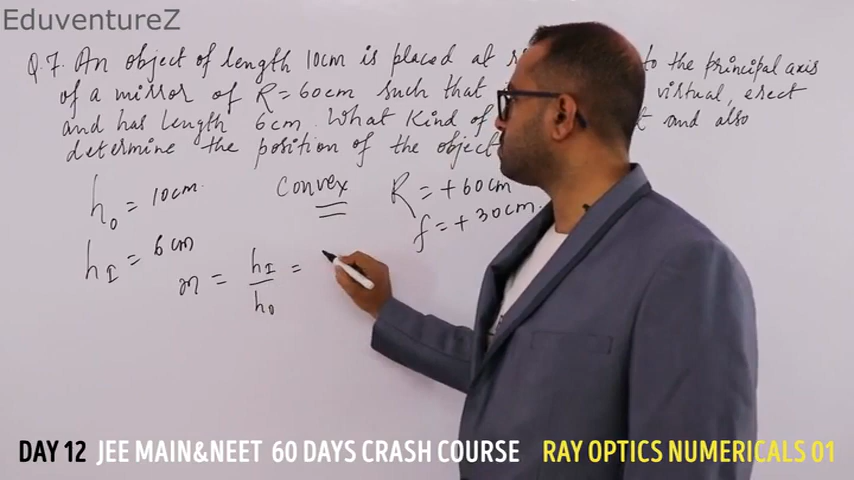 EduventureZ
Q.7. An object of length 10cm is placed at to the principal axis
of a mirror of R = 60cm such that virtual, erect
and has length 6cm. What kind of and also
determine the position of the object
h₀ = 10cm.
Convex
R = +60cm
f = +30cm.
h_I = 6cm
m = h_I / h₀ =
DAY 12 JEE MAIN&NEET 60 DAYS CRASH COURSE RAY OPTICS NUMERICALS 01